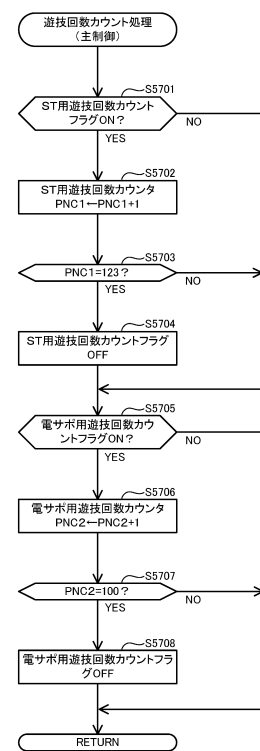 遊技回数カウント処理
（主制御）
S5701
ST用遊技回数カウント
フラグON？
NO
YES
S5702
ST用遊技回数カウンタ
PNC1←PNC1+1
S5703
PNC1=123？
NO
YES
S5704
ST用遊技回数カウントフラグ
OFF
S5705
電サポ用遊技回数カウ
ントフラグON？
NO
YES
S5706
電サポ用遊技回数カウンタ
PNC2←PNC2+1
S5707
PNC2=100？
NO
YES
S5708
電サポ用遊技回数カウントフラ
グOFF
RETURN